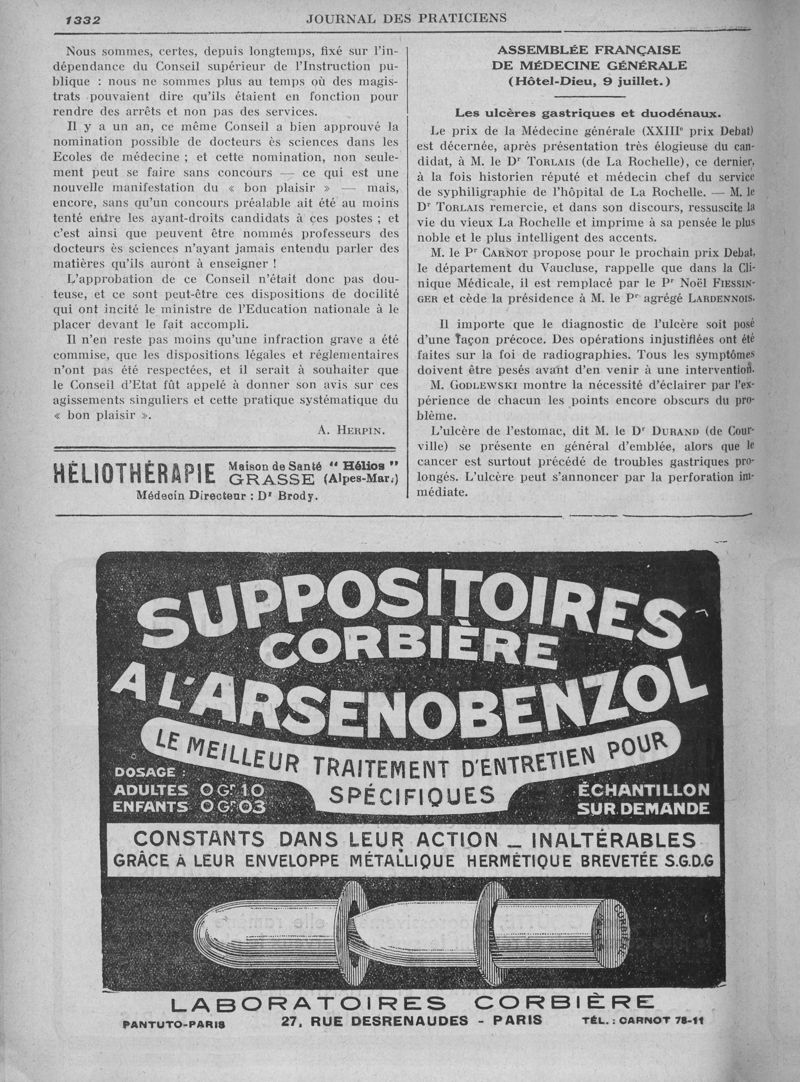 1332
JOURNAL DES PRATICIENS
Nous sommes, certes, depuis longtemps, fixé sur l'in-
dépendance du Conseil supérieur de l'Instruction pu-
blique : nous ne sommes plus au temps où des magis-
trats pouvaient dire qu'ils étaient en fonction pour
rendre des arrêts et non pas des services.
Il y a un an, ce même Conseil a bien approuvé la
nomination possible de docteurs ès sciences dans les
Ecoles de médecine ; et cette nomination, non seule-
ment peut se faire sans concours — ce qui est une
nouvelle manifestation du « bon plaisir » — mais,
encore, sans qu'un concours préalable ait été au moins
tenté entre les ayant-droits candidats à ces postes ; et
c'est ainsi que peuvent être nommés professeurs des
docteurs ès sciences n'ayant jamais entendu parler des
matières qu'ils auront à enseigner !
L'approbation de ce Conseil n'était donc pas dou-
teuse, et ce sont peut-être ces dispositions de docilité
qui ont incité le ministre de l'Education nationale à le
placer devant le fait accompli.
Il n'en reste pas moins qu'une infraction grave a été
commise, que les dispositions légales et réglementaires
n'ont pas été respectées, et il serait à souhaiter que
le Conseil d'Etat fût appelé à donner son avis sur ces
agissements singuliers et cette pratique systématique du
« bon plaisir ».
A. HERPIN.
HÉLIOTHÉRAPIE
Maison de Santé " Hélios "
GRASSE (Alpes-Mar.)
Médecin Directeur : Dr Brody.
ASSEMBLÉE FRANÇAISE
DE MÉDECINE GÉNÉRALE
(Hôtel-Dieu, 9 juillet.)
Les ulcères gastriques et duodénaux.
Le prix de la Médecine générale (XXIIIe prix Debat)
est décernée, après présentation très élogieuse du can-
didat, à M. le Dr TORLAIS (de La Rochelle), ce dernier,
à la fois historien réputé et médecin chef du service
de syphiligraphie de l'hôpital de La Rochelle. — M. le
Dr TORLAIS remercie, et dans son discours, ressuscite la
vie du vieux La Rochelle et imprime à sa pensée le plus
noble et le plus intelligent des accents.
M. le Pr CARNOT propose pour le prochain prix Debat,
le département du Vaucluse, rappelle que dans la Cli-
nique Médicale, il est remplacé par le Pr Noël FIESSIN-
GER et cède la présidence à M. le Pr agrégé LARDENNOIS.
Il importe que le diagnostic de l'ulcère soit posé
d'une façon précoce. Des opérations injustifiées ont été
faites sur la foi de radiographies. Tous les symptômes
doivent être pesés avant d'en venir à une intervention.
M. GODLEWSKI montre la nécessité d'éclairer par l'ex-
périence de chacun les points encore obscurs du pro-
blème.
L'ulcère de l'estomac, dit M. le Dr DURAND (de Cour-
ville) se présente en général d'emblée, alors que le
cancer est surtout précédé de troubles gastriques pro-
longés. L'ulcère peut s'annoncer par la perforation im-
médiate.
SUPPOSITOIRES
CORBIÈRE
A L'ARSENOBENZOL
LE MEILLEUR TRAITEMENT D'ENTRETIEN POUR
SPÉCIFIQUES
DOSAGE :
ADULTES 0 Gr 10
ENFANTS 0 Gr 03
ÉCHANTILLON
SUR DEMANDE
CONSTANTS DANS LEUR ACTION _ INALTÉRABLES
GRÂCE À LEUR ENVELOPPE MÉTALLIQUE HERMÉTIQUE BREVETÉE S.G.D.G
CORBIÈRE
PARIS
LABORATOIRES CORBIÈRE
PANTUTO-PARIS
27, RUE DESRENAUDES - PARIS
TÉL. : CARNOT 78-11